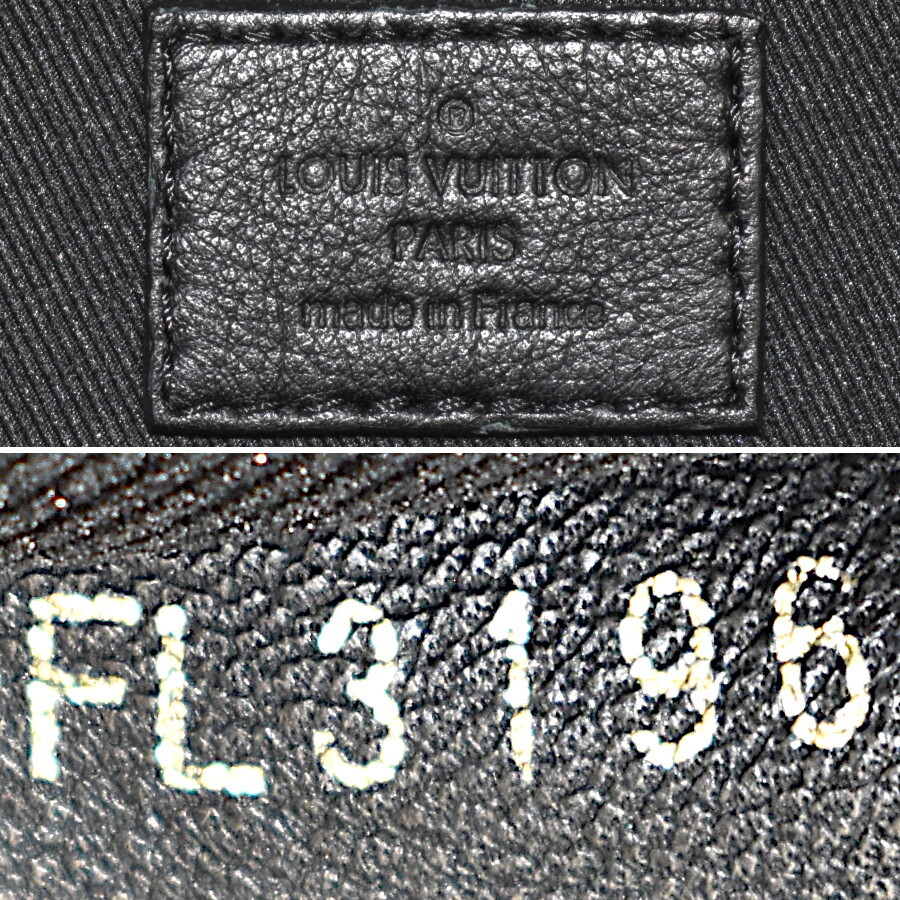 ®
LOUIS VUITTON
PARIS
made in France
FL3196